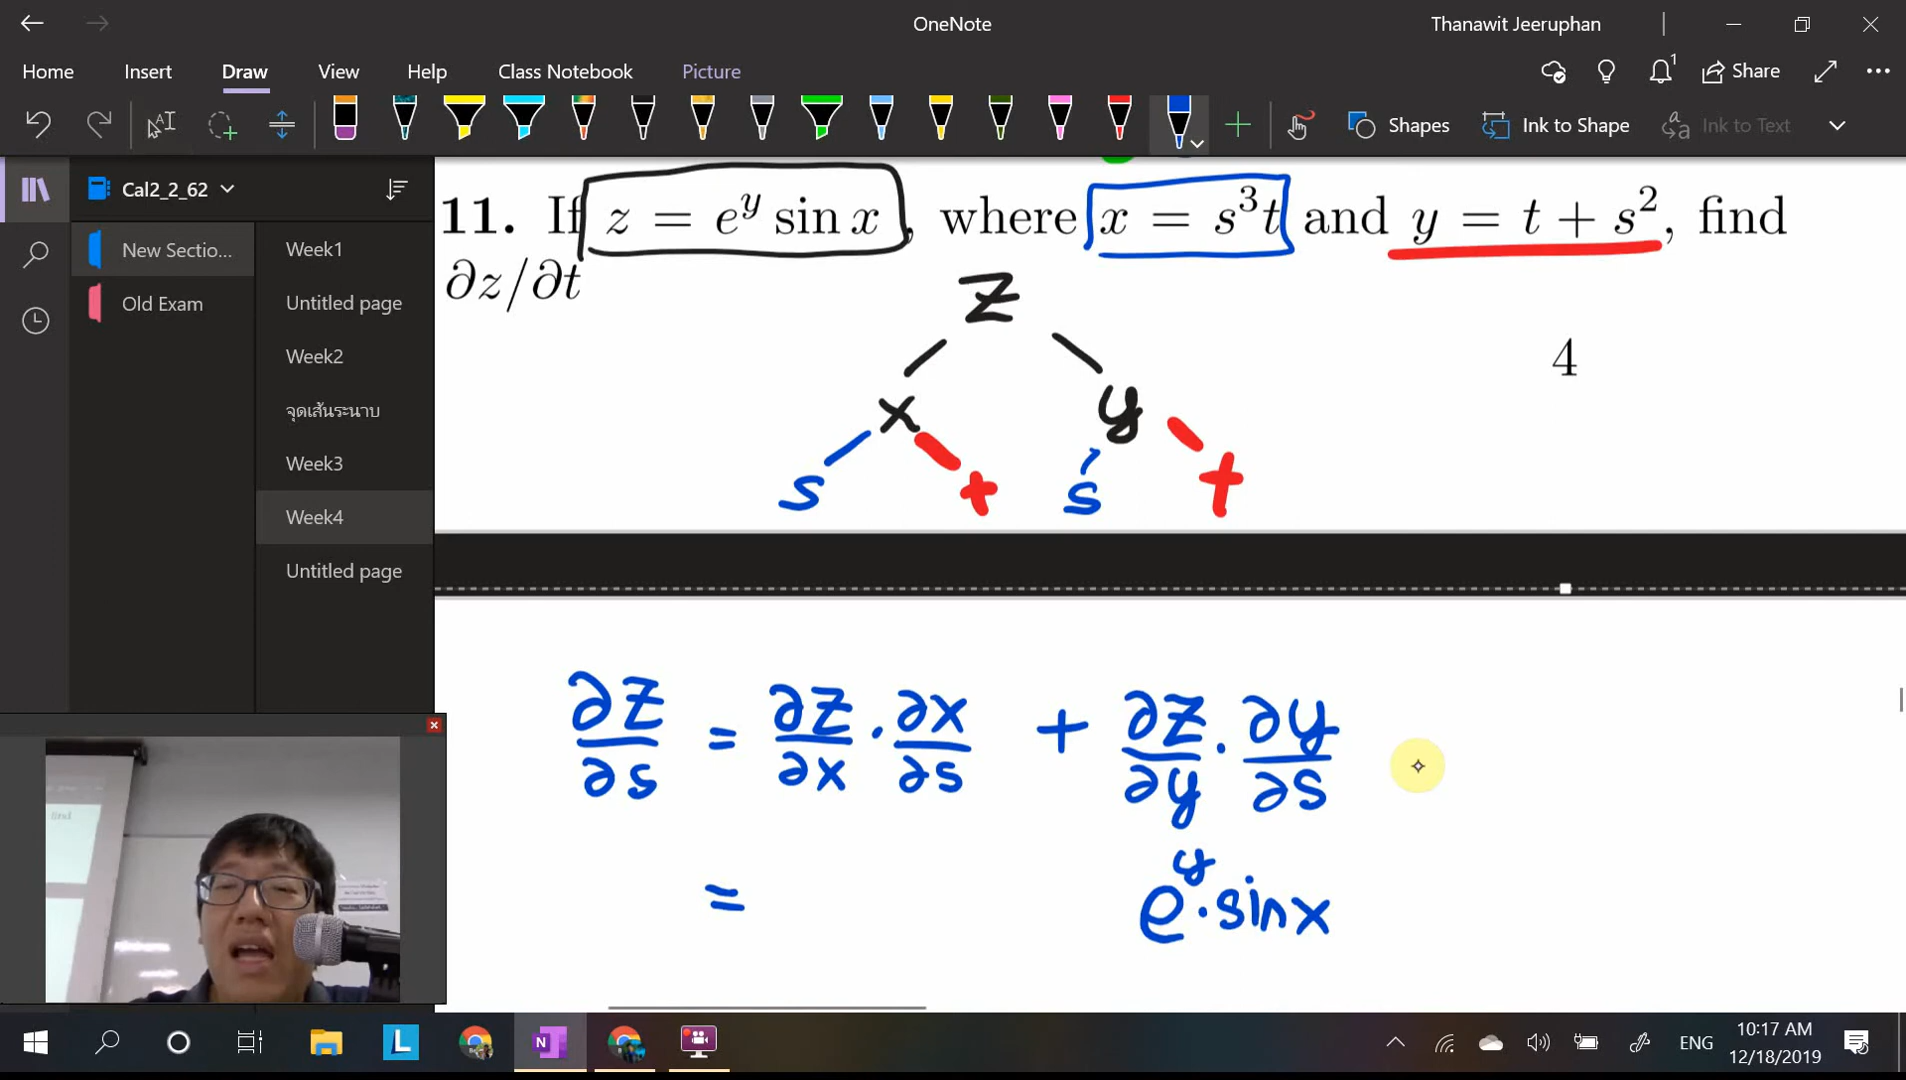 OneNote
Thanawit Jeeruphan
Home Insert Draw View Help Class Notebook Picture
Share
Shapes Ink to Shape Ink to Text
Cal2_2_62
New Sectio...
Old Exam
Week1
Untitled page
Week2
จุดเส้นระนาบ
Week3
Week4
Untitled page
11. If z = e^y sin x, where x = s^3t and y = t + s^2, find
∂z/∂t
z
x y
s t s t
4
∂z/∂s = ∂z/∂x · ∂x/∂s + ∂z/∂y · ∂y/∂s
= e^y · sin x
ENG
10:17 AM
12/18/2019